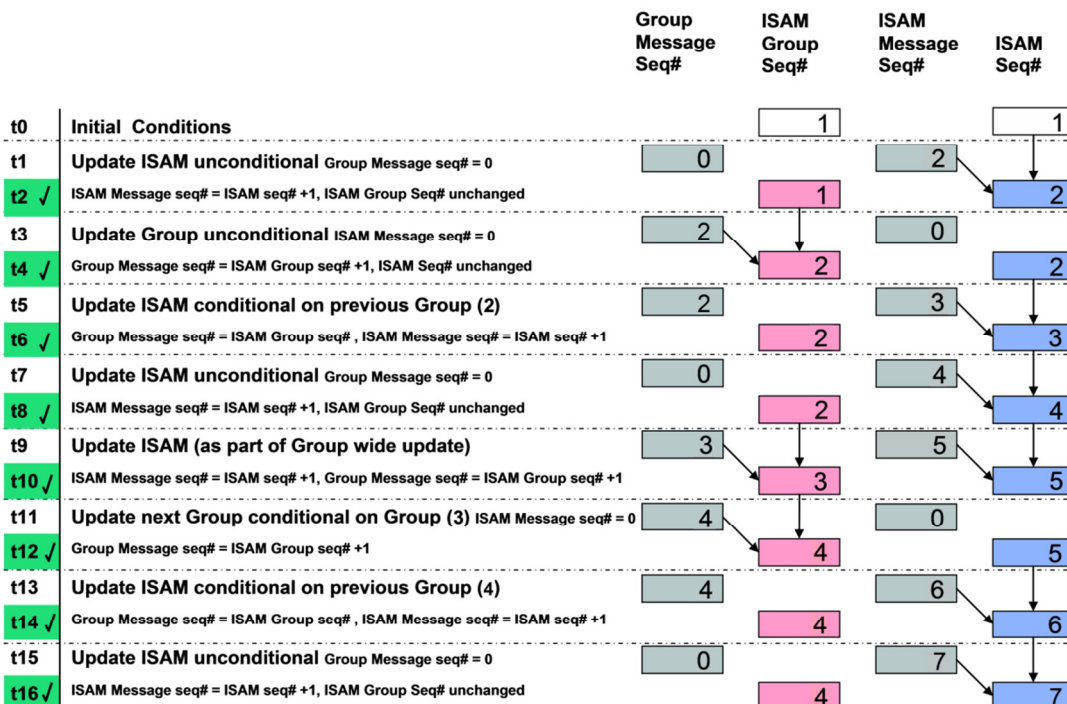 Group Message Seq# ISAM Group Seq# ISAM Message Seq# ISAM Seq#
t0 Initial Conditions 1 1
t1 Update ISAM unconditional Group Message seq# = 0 0 2
t2 √ ISAM Message seq# = ISAM seq# +1, ISAM Group Seq# unchanged 1 2
t3 Update Group unconditional ISAM Message seq# = 0 2 0
t4 √ Group Message seq# = ISAM Group seq# +1, ISAM Seq# unchanged 2 2
t5 Update ISAM conditional on previous Group (2) 2 3
t6 √ Group Message seq# = ISAM Group seq# , ISAM Message seq# = ISAM seq# +1 2 3
t7 Update ISAM unconditional Group Message seq# = 0 0 4
t8 √ ISAM Message seq# = ISAM seq# +1, ISAM Group Seq# unchanged 2 4
t9 Update ISAM (as part of Group wide update) 3 5
t10 √ ISAM Message seq# = ISAM seq# +1, Group Message seq# = ISAM Group seq# +1 3 5
t11 Update next Group conditional on Group (3) ISAM Message seq# = 0 4 0
t12 √ Group Message seq# = ISAM Group seq# +1 4 5
t13 Update ISAM conditional on previous Group (4) 4 6
t14 √ Group Message seq# = ISAM Group seq# , ISAM Message seq# = ISAM seq# +1 4 6
t15 Update ISAM unconditional Group Message seq# = 0 0 7
t16 √ ISAM Message seq# = ISAM seq# +1, ISAM Group Seq# unchanged 4 7